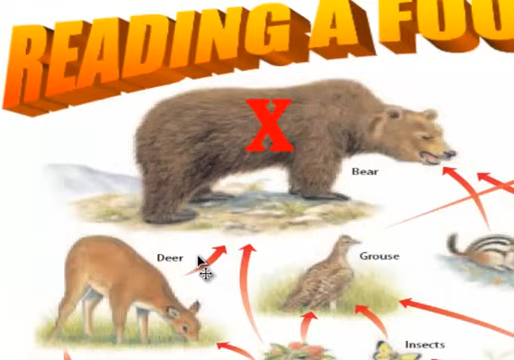 READING A FOO
X
Bear
Deer
Grouse
Insects